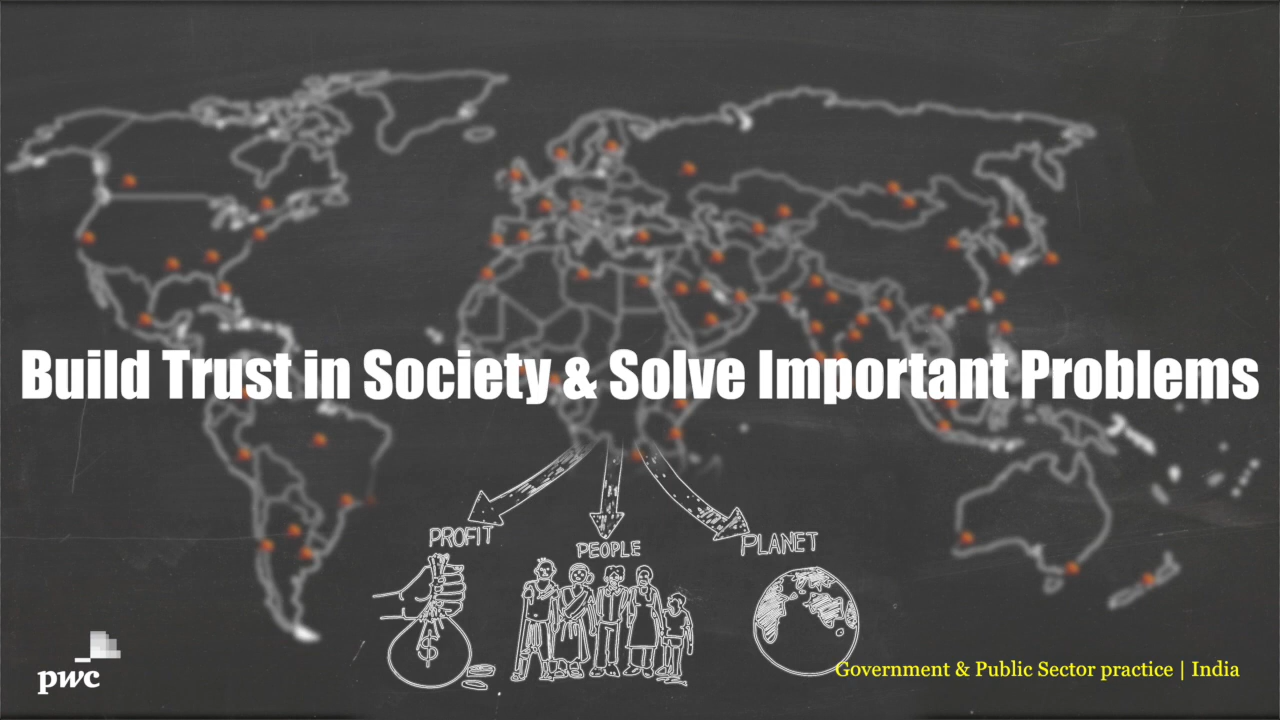 Build Trust in Society & Solve Important Problems
PROFIT
PEOPLE
PLANET
$
pwc
Government & Public Sector practice | India